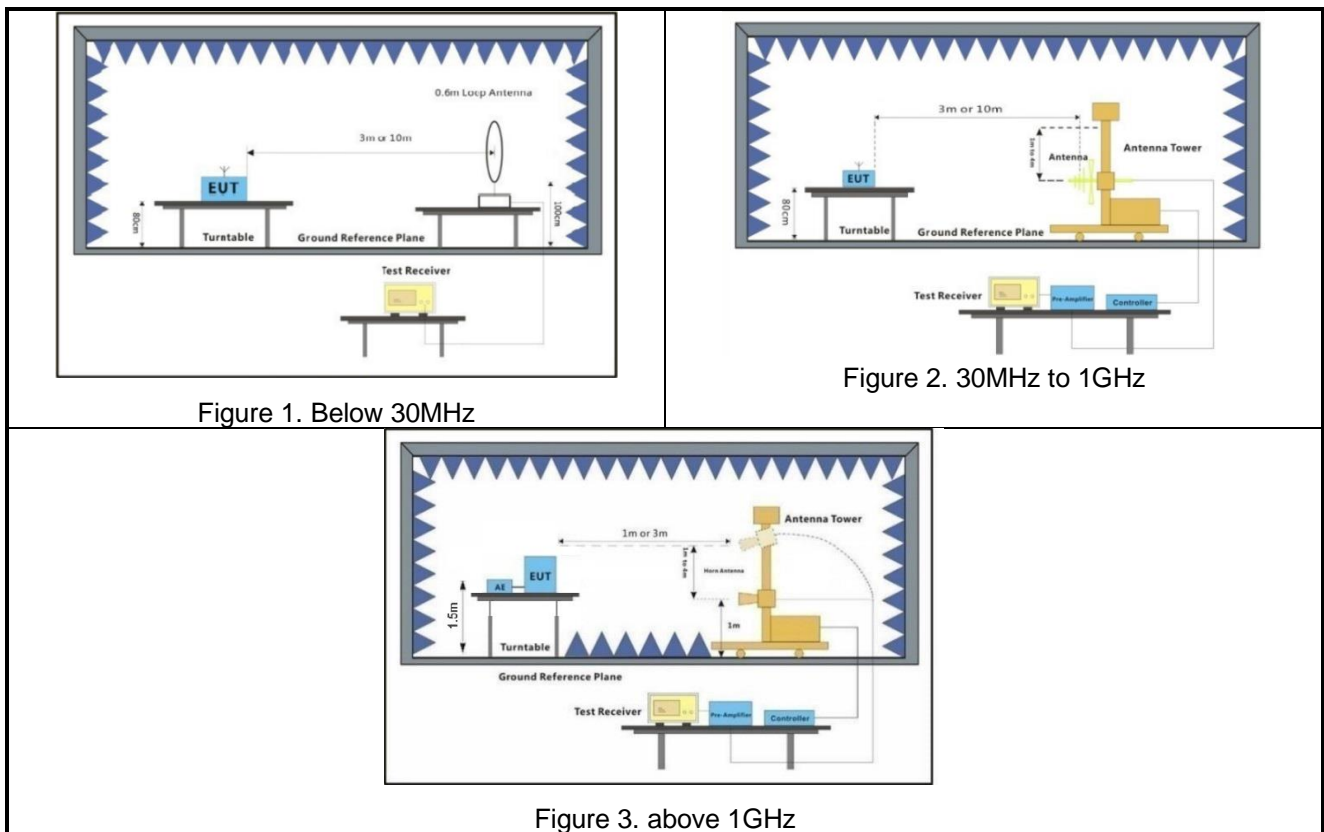 0.6m Loop Antenna
3m or 10m
EUT
80cm
100cm
Turntable
Ground Reference Plane
Test Receiver
Figure 1. Below 30MHz
3m or 10m
1m to 4m
Antenna
Antenna Tower
EUT
80cm
Turntable
Ground Reference Plane
Test Receiver
Pre-Amplifier
Controller
Figure 2. 30MHz to 1GHz
Antenna Tower
1m or 3m
1m to 4m
Horn Antenna
AE
EUT
1.5m
1m
Turntable
Ground Reference Plane
Test Receiver
Pre-Amplifier
Controller
Figure 3. above 1GHz